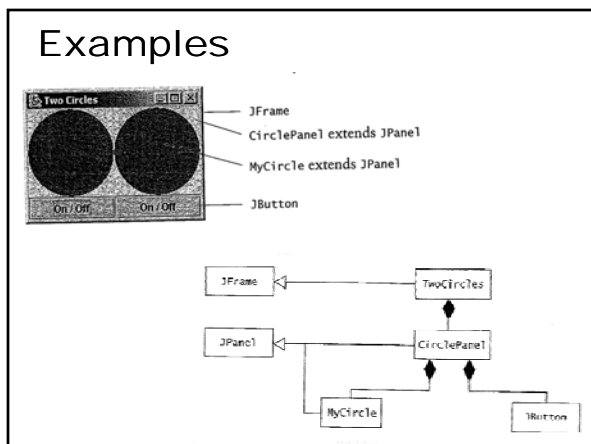 Examples
Two Circles
JFrame
CirclePanel extends JPanel
MyCircle extends JPanel
On / Off
On / Off
JButton
JFrame
TwoCircles
JPanel
CirclePanel
MyCircle
JButton